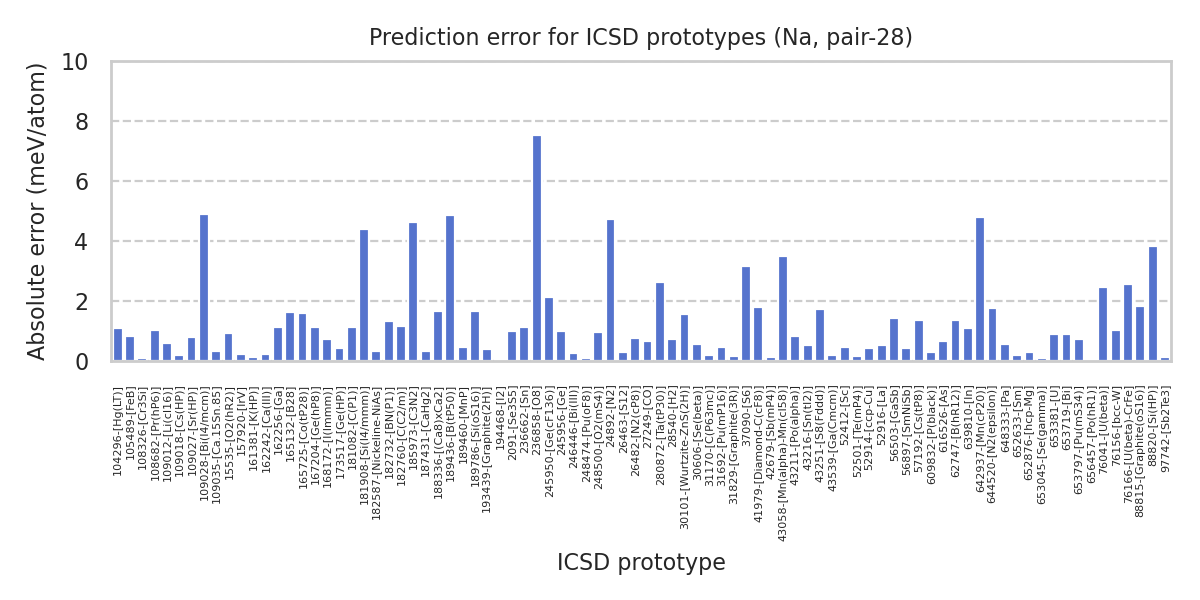 Prediction error for ICSD prototypes (Na, pair-28)
Absolute error (meV/atom)
10
8
6
4
2
0
104296-[Hg(LT)]
105489-[FeB]
108326-[Cr3Si]
108682-[Pr(hP6)]
109012-[Li(cI16)]
109018-[Cs(HP)]
109027-[Sr(HP)]
109028-[Bi(I4/mcm)]
109035-[Ca.15Sn.85]
15535-[O2(hR2)]
157920-[IrV]
161381-[K(HP)]
162242-[Ca(III)]
162256-[Ga]
165132-[B28]
165725-[Co(tP28)]
167204-[Ge(hP8)]
168172-[I(Immm)]
173517-[Ge(HP)]
181082-[C(P1)]
181908-[Si(I4/mmm)]
182587-[Nickeline-NiAs]
182732-[BN(P1)]
182760-[C(C2/m)]
185973-[C3N2]
187431-[CaHg2]
188336-[(Ca8)xCa2]
189436-[B(tP50)]
189460-[MnP]
189786-[Si(oS16)]
193439-[Graphite(2H)]
194468-[I2]
2091-[Se3S5]
236662-[Sn]
236858-[O8]
245950-[Ge(cF136)]
245956-[Ge]
246446-[Bi(III)]
248474-[Pu(oF8)]
248500-[O2(mS4)]
24892-[N2]
26463-[S12]
26482-[N2(cP8)]
27249-[CO]
280872-[Ta(tP30)]
28540-[H2]
30101-[Wurtzite-ZnS(2H)]
30606-[Se(beta)]
31170-[C(P63mc)]
31692-[Pu(mP16)]
31829-[Graphite(3R)]
37090-[S6]
41979-[Diamond-C(cF8)]
42679-[Sb(mP4)]
43058-[Mn(alpha)-Mn(cI58)]
43211-[Po(alpha)]
43216-[Sn(tI2)]
43251-[S8(Fddd)]
43539-[Ga(Cmcm)]
52412-[Sc]
52501-[Te(mP4)]
52914-[fcc-Cu]
52916-[La]
56503-[GaSb]
56897-[SmNiSb]
57192-[Cs(tP8)]
609832-[P(black)]
616526-[As]
62747-[B(hR12)]
639810-[In]
642937-[Mn(cP20)]
644520-[N2(epsilon)]
648333-[Pa]
652633-[Sm]
652876-[hcp-Mg]
653045-[Se(gamma)]
653381-[U]
653719-[Bi]
653797-[Pu(mS34)]
656457-[Po(hR1)]
76041-[U(beta)]
76156-[bcc-W]
76166-[U(beta)-CrFe]
88815-[Graphite(oS16)]
88820-[Si(HP)]
97742-[Sb2Te3]
ICSD prototype